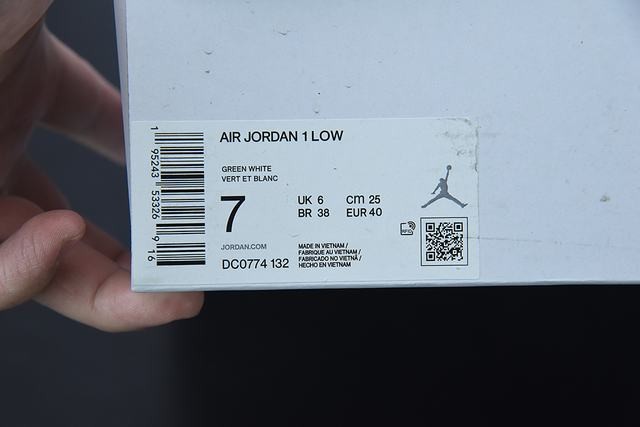 AIR JORDAN 1 LOW
GREEN WHITE
VERT ET BLANC
7
UK 6 cm 25
BR 38 EUR 40
JORDAN.COM
DC0774 132
MADE IN VIETNAM /
FABRIQUE AU VIETNAM /
FABRICADO NO VIETNÃ /
HECHO EN VIETNAM
RFID
1 95243 53326 9 16